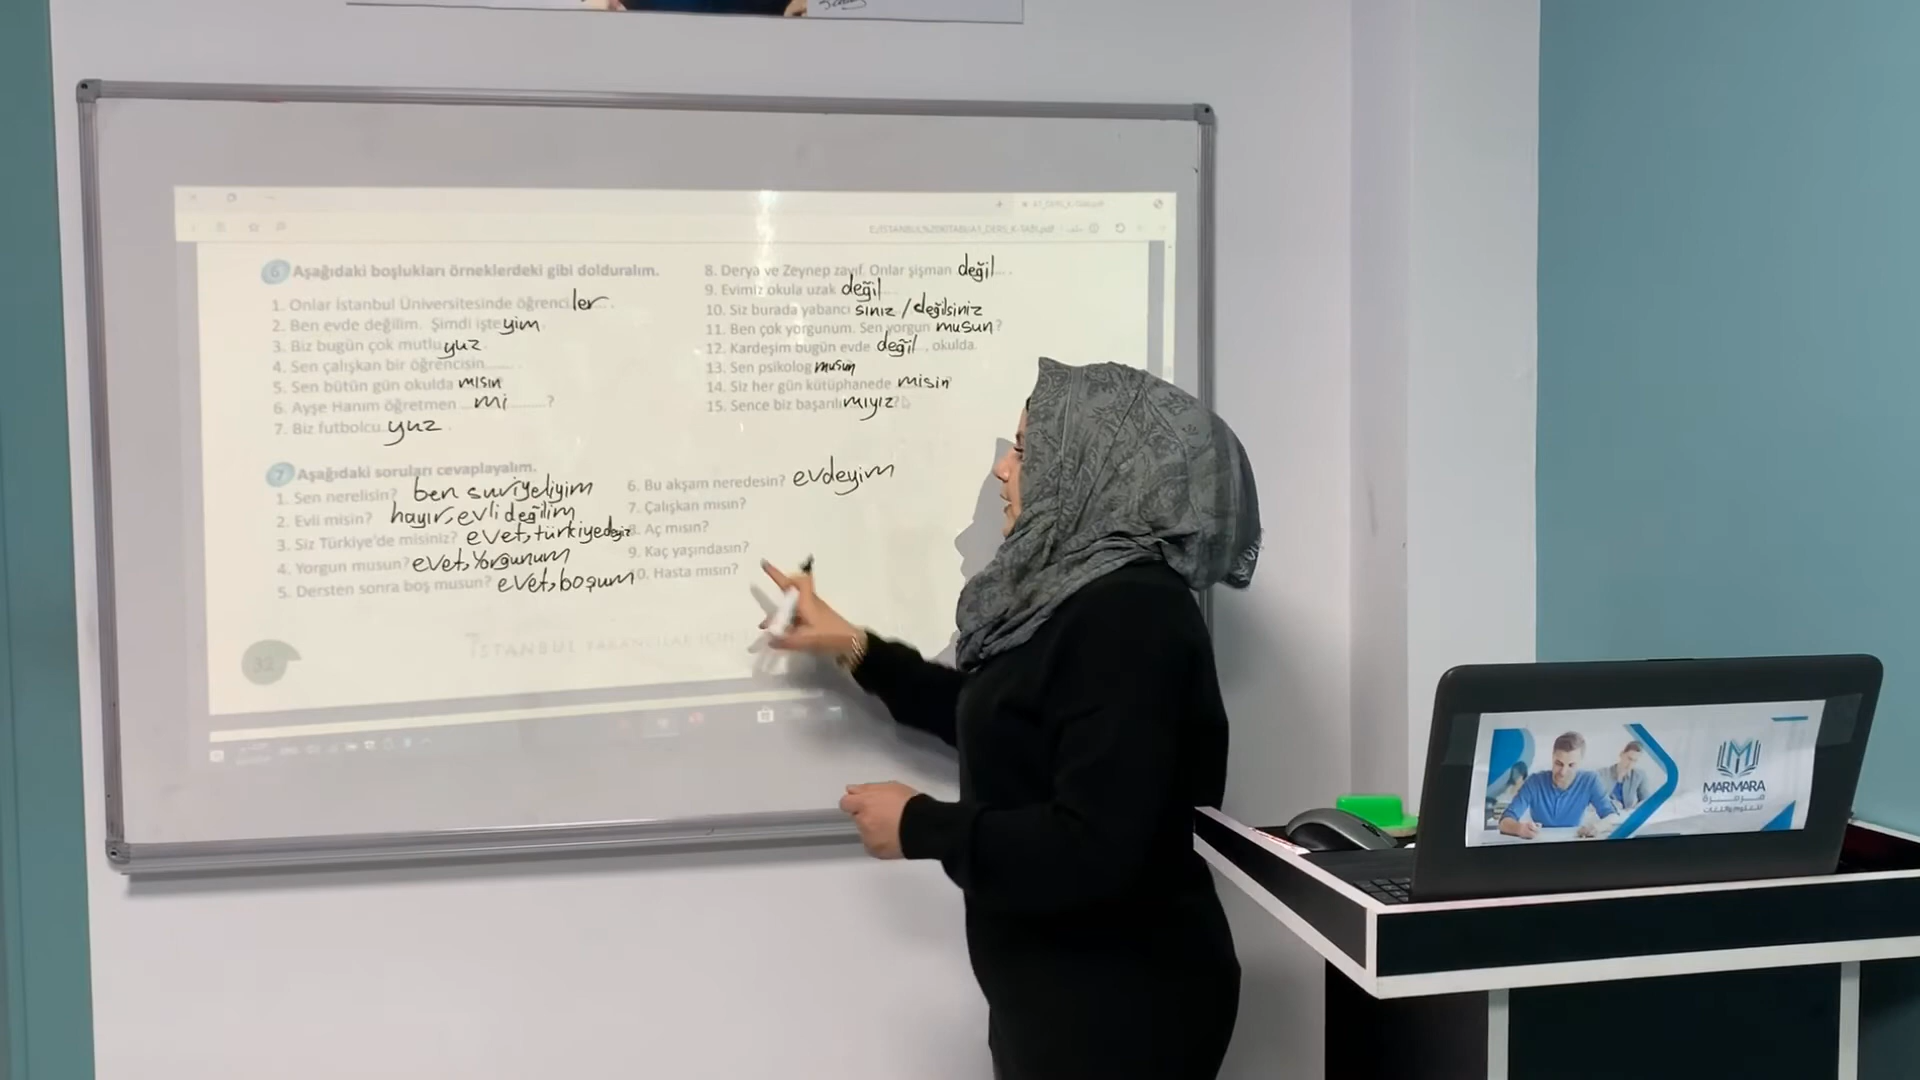 6 Aşağıdaki boşlukları örneklerdeki gibi dolduralım.
1. Onlar İstanbul Üniversitesinde öğrenci ler
2. Ben evde değilim. Şimdi işte yim
3. Biz bugün çok mutlu yuz
4. Sen çalışkan bir öğrencisin
5. Sen bütün gün okulda mısın
6. Ayşe Hanım öğretmen mi ?
7. Biz futbolcu yuz
8. Derya ve Zeynep zayıf. Onlar şişman değil
9. Evimiz okula uzak değil
10. Siz burada yabancı sınız / değilsiniz
11. Ben çok yorgunum. Sen yorgun musun?
12. Kardeşim bugün evde değil, okulda.
13. Sen psikolog musun
14. Siz her gün kütüphanede misin
15. Sence biz başarılı mıyız?
7 Aşağıdaki soruları cevaplayalım.
1. Sen nerelisin? ben suriyeliyim
2. Evli misin? hayır, evli değilim
3. Siz Türkiye'de misiniz? evet, türkiyedeyiz
4. Yorgun musun? evet, Yorgunum
5. Dersten sonra boş musun? evet, boşum
6. Bu akşam neredesin? evdeyim
7. Çalışkan mısın?
8. Aç mısın?
9. Kaç yaşındasın?
10. Hasta mısın?
32
İSTANBUL YABANCILAR İÇİN
MARMARA
مرمرة